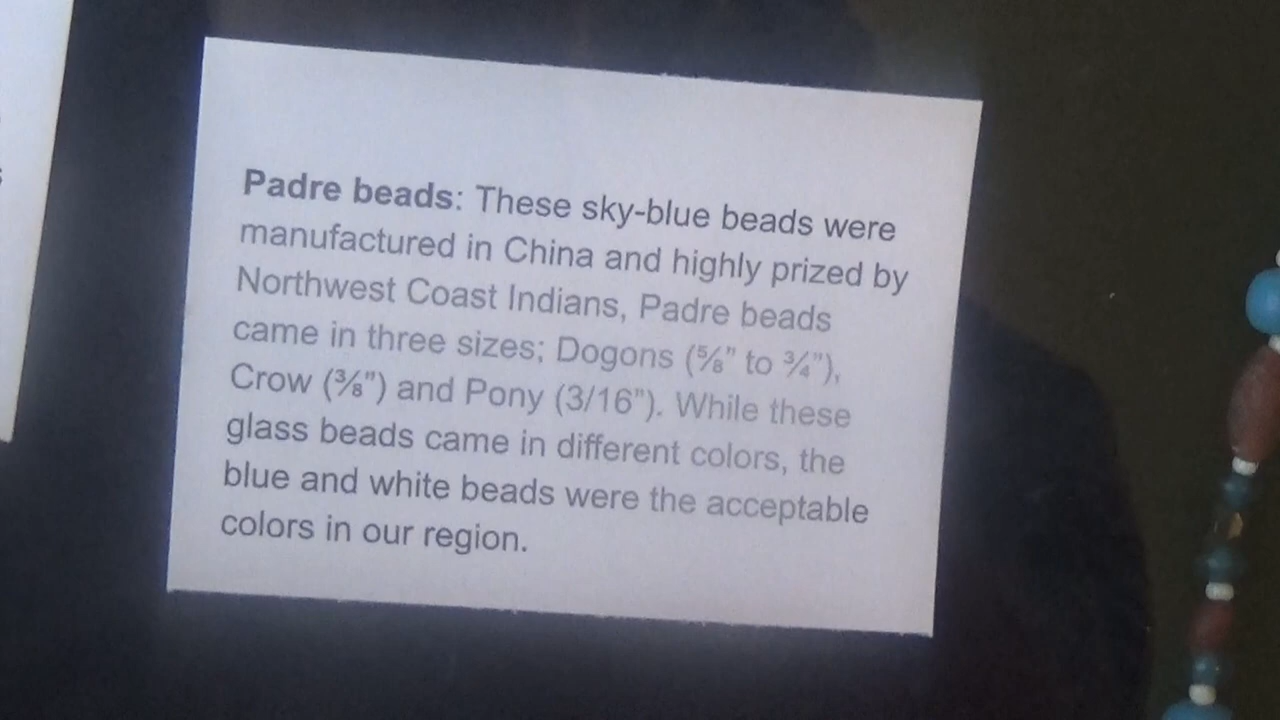 Padre beads: These sky-blue beads were
manufactured in China and highly prized by
Northwest Coast Indians, Padre beads
came in three sizes; Dogons (⅝" to ¾"),
Crow (⅜") and Pony (3/16"). While these
glass beads came in different colors, the
blue and white beads were the acceptable
colors in our region.